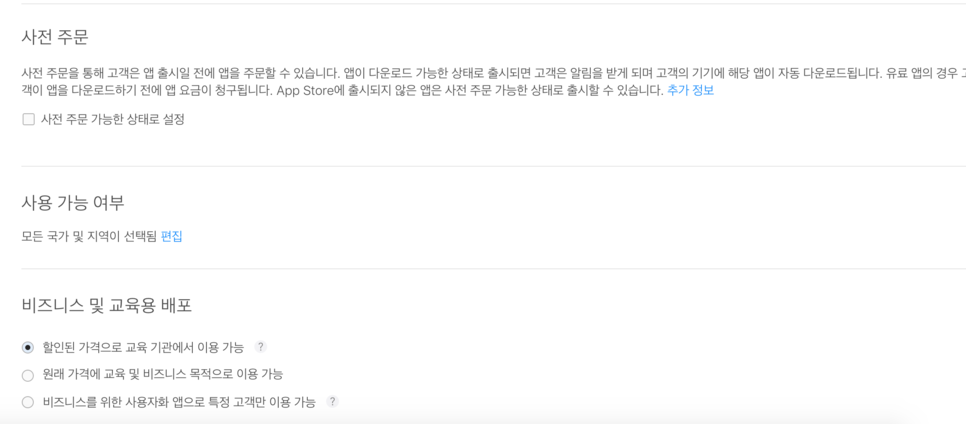 사전 주문
사전 주문을 통해 고객은 앱 출시일 전에 앱을 주문할 수 있습니다. 앱이 다운로드 가능한 상태로 출시되면 고객은 알림을 받게 되며 고객의 기기에 해당 앱이 자동 다운로드됩니다. 유료 앱의 경우
객이 앱을 다운로드하기 전에 앱 요금이 청구됩니다. App Store에 출시되지 않은 앱은 사전 주문 가능한 상태로 출시할 수 있습니다. 추가 정보
사전 주문 가능한 상태로 설정
사용 가능 여부
모든 국가 및 지역이 선택됨 편집
비즈니스 및 교육용 배포
할인된 가격으로 교육 기관에서 이용 가능 ?
원래 가격에 교육 및 비즈니스 목적으로 이용 가능
비즈니스를 위한 사용자화 앱으로 특정 고객만 이용 가능 ?